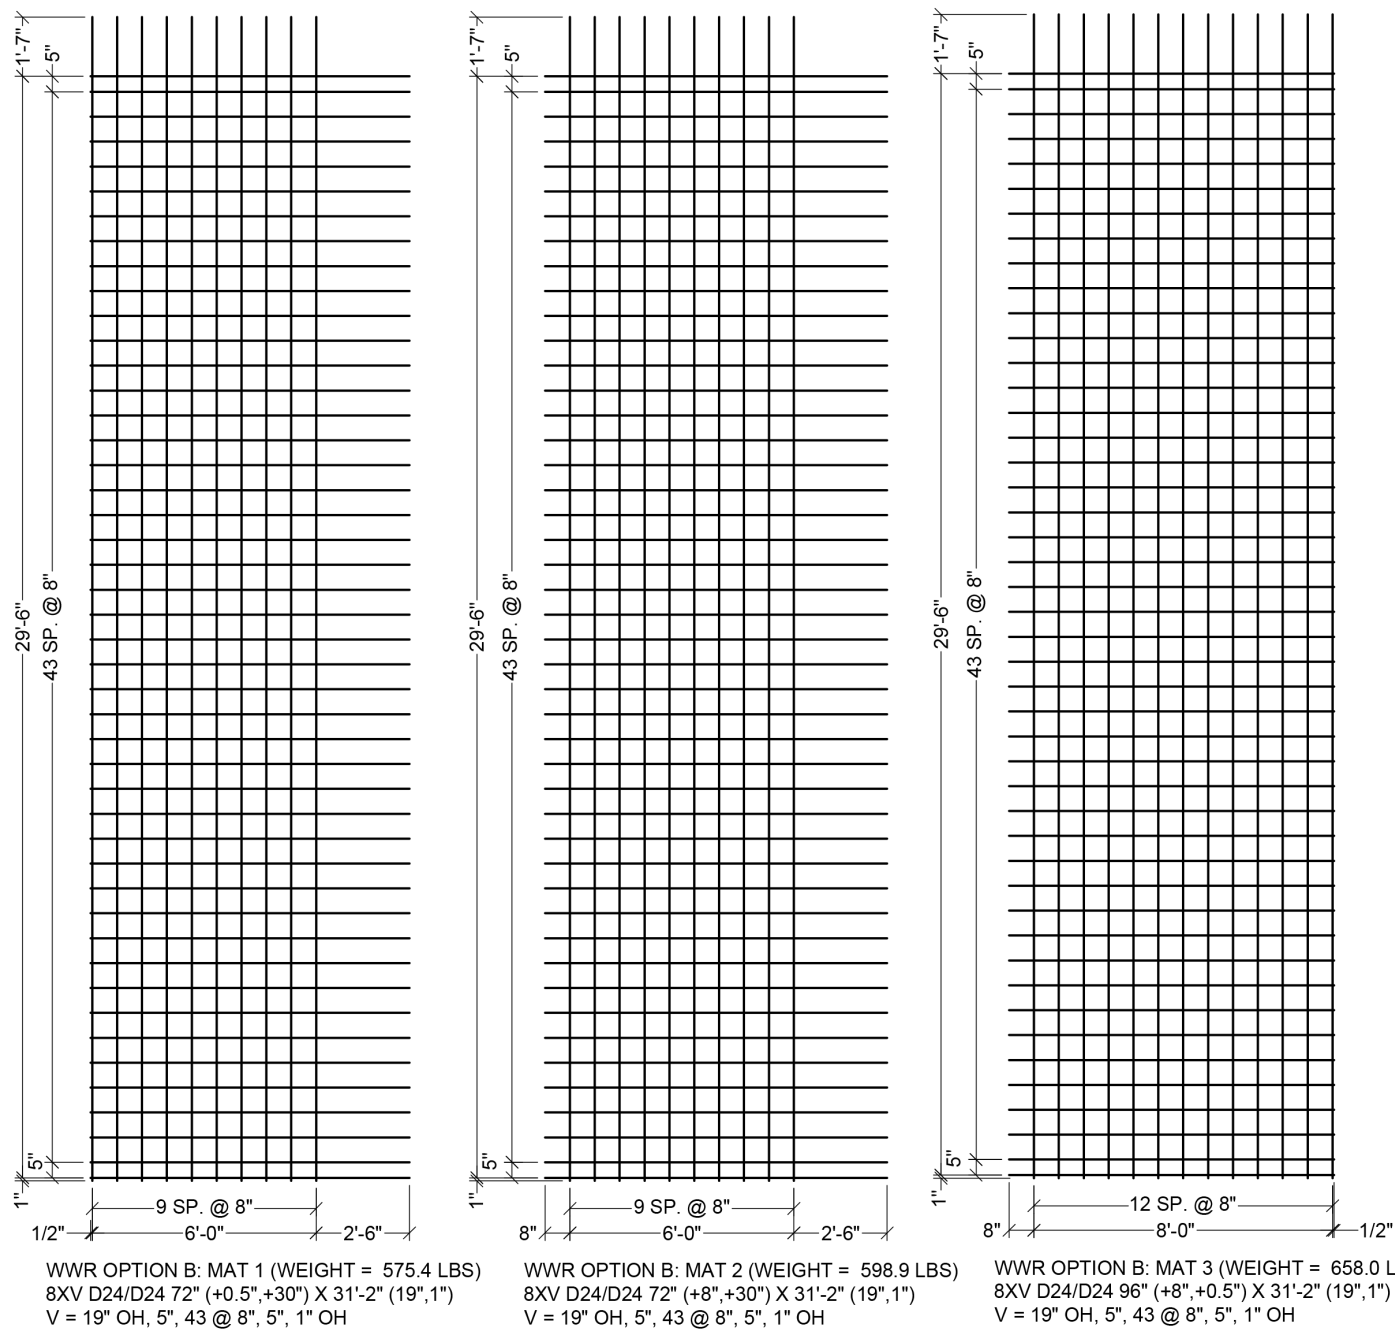 1'-7"
5"
29'-6"
43 SP. @ 8"
5"
1"
9 SP. @ 8"
1/2"
6'-0"
2'-6"
WWR OPTION B: MAT 1 (WEIGHT = 575.4 LBS)
8XV D24/D24 72" (+0.5",+30") X 31'-2" (19",1")
V = 19" OH, 5", 43 @ 8", 5", 1" OH
1'-7"
5"
29'-6"
43 SP. @ 8"
5"
1"
9 SP. @ 8"
8"
6'-0"
2'-6"
WWR OPTION B: MAT 2 (WEIGHT = 598.9 LBS)
8XV D24/D24 72" (+8",+30") X 31'-2" (19",1")
V = 19" OH, 5", 43 @ 8", 5", 1" OH
1'-7"
5"
29'-6"
43 SP. @ 8"
5"
1"
12 SP. @ 8"
8"
8'-0"
1/2"
WWR OPTION B: MAT 3 (WEIGHT = 658.0 L
8XV D24/D24 96" (+8",+0.5") X 31'-2" (19",1")
V = 19" OH, 5", 43 @ 8", 5", 1" OH